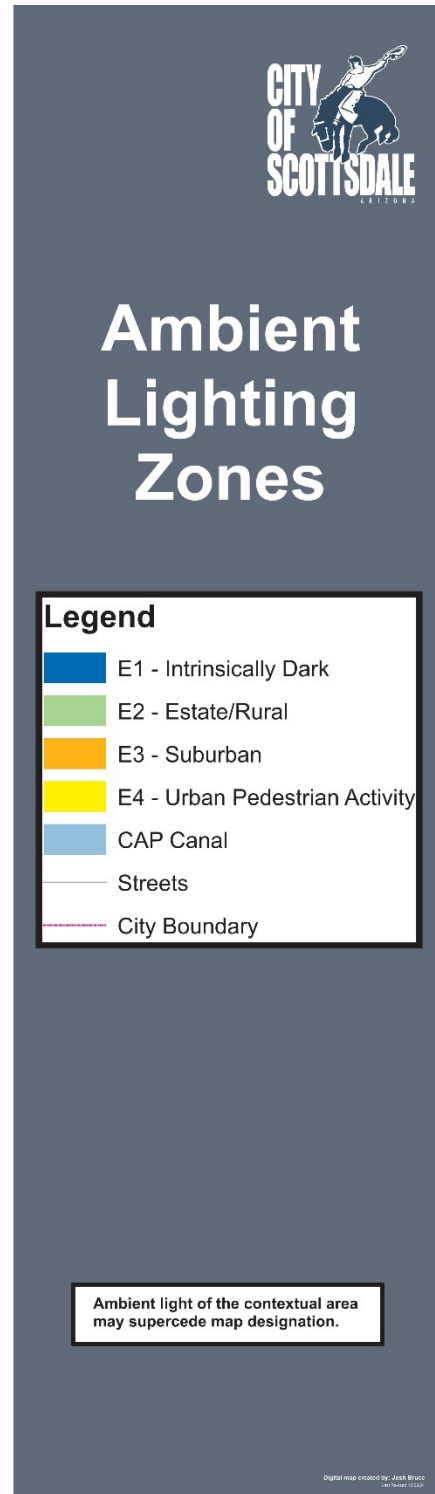 CITY
OF
SCOTTSDALE
ARIZONA
Ambient
Lighting
Zones
Legend
E1 - Intrinsically Dark
E2 - Estate/Rural
E3 - Suburban
E4 - Urban Pedestrian Activity
CAP Canal
Streets
City Boundary
Ambient light of the contextual area
may supercede map designation.
Digital map created by: Josh Bruce